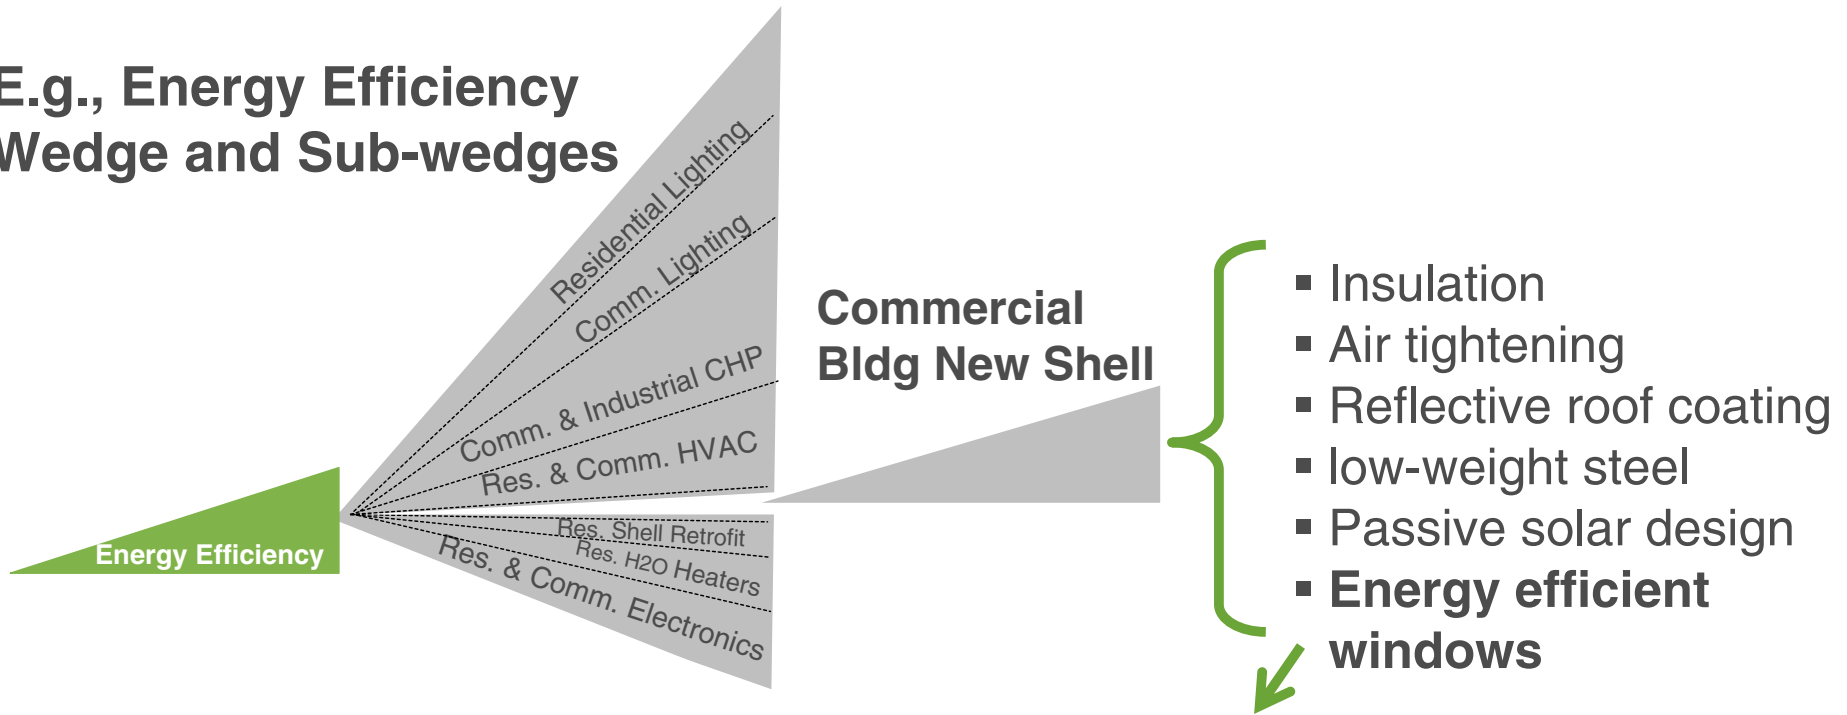 E.g., Energy Efficiency
Wedge and Sub-wedges
Residential Lighting
Comm. Lighting
Comm. & Industrial CHP
Res. & Comm. HVAC
Res. Shell Retrofit
Res. H2O Heaters
Res. & Comm. Electronics
Energy Efficiency
Commercial
Bldg New Shell
▪ Insulation
▪ Air tightening
▪ Reflective roof coating
▪ low-weight steel
▪ Passive solar design
▪ Energy efficient
windows